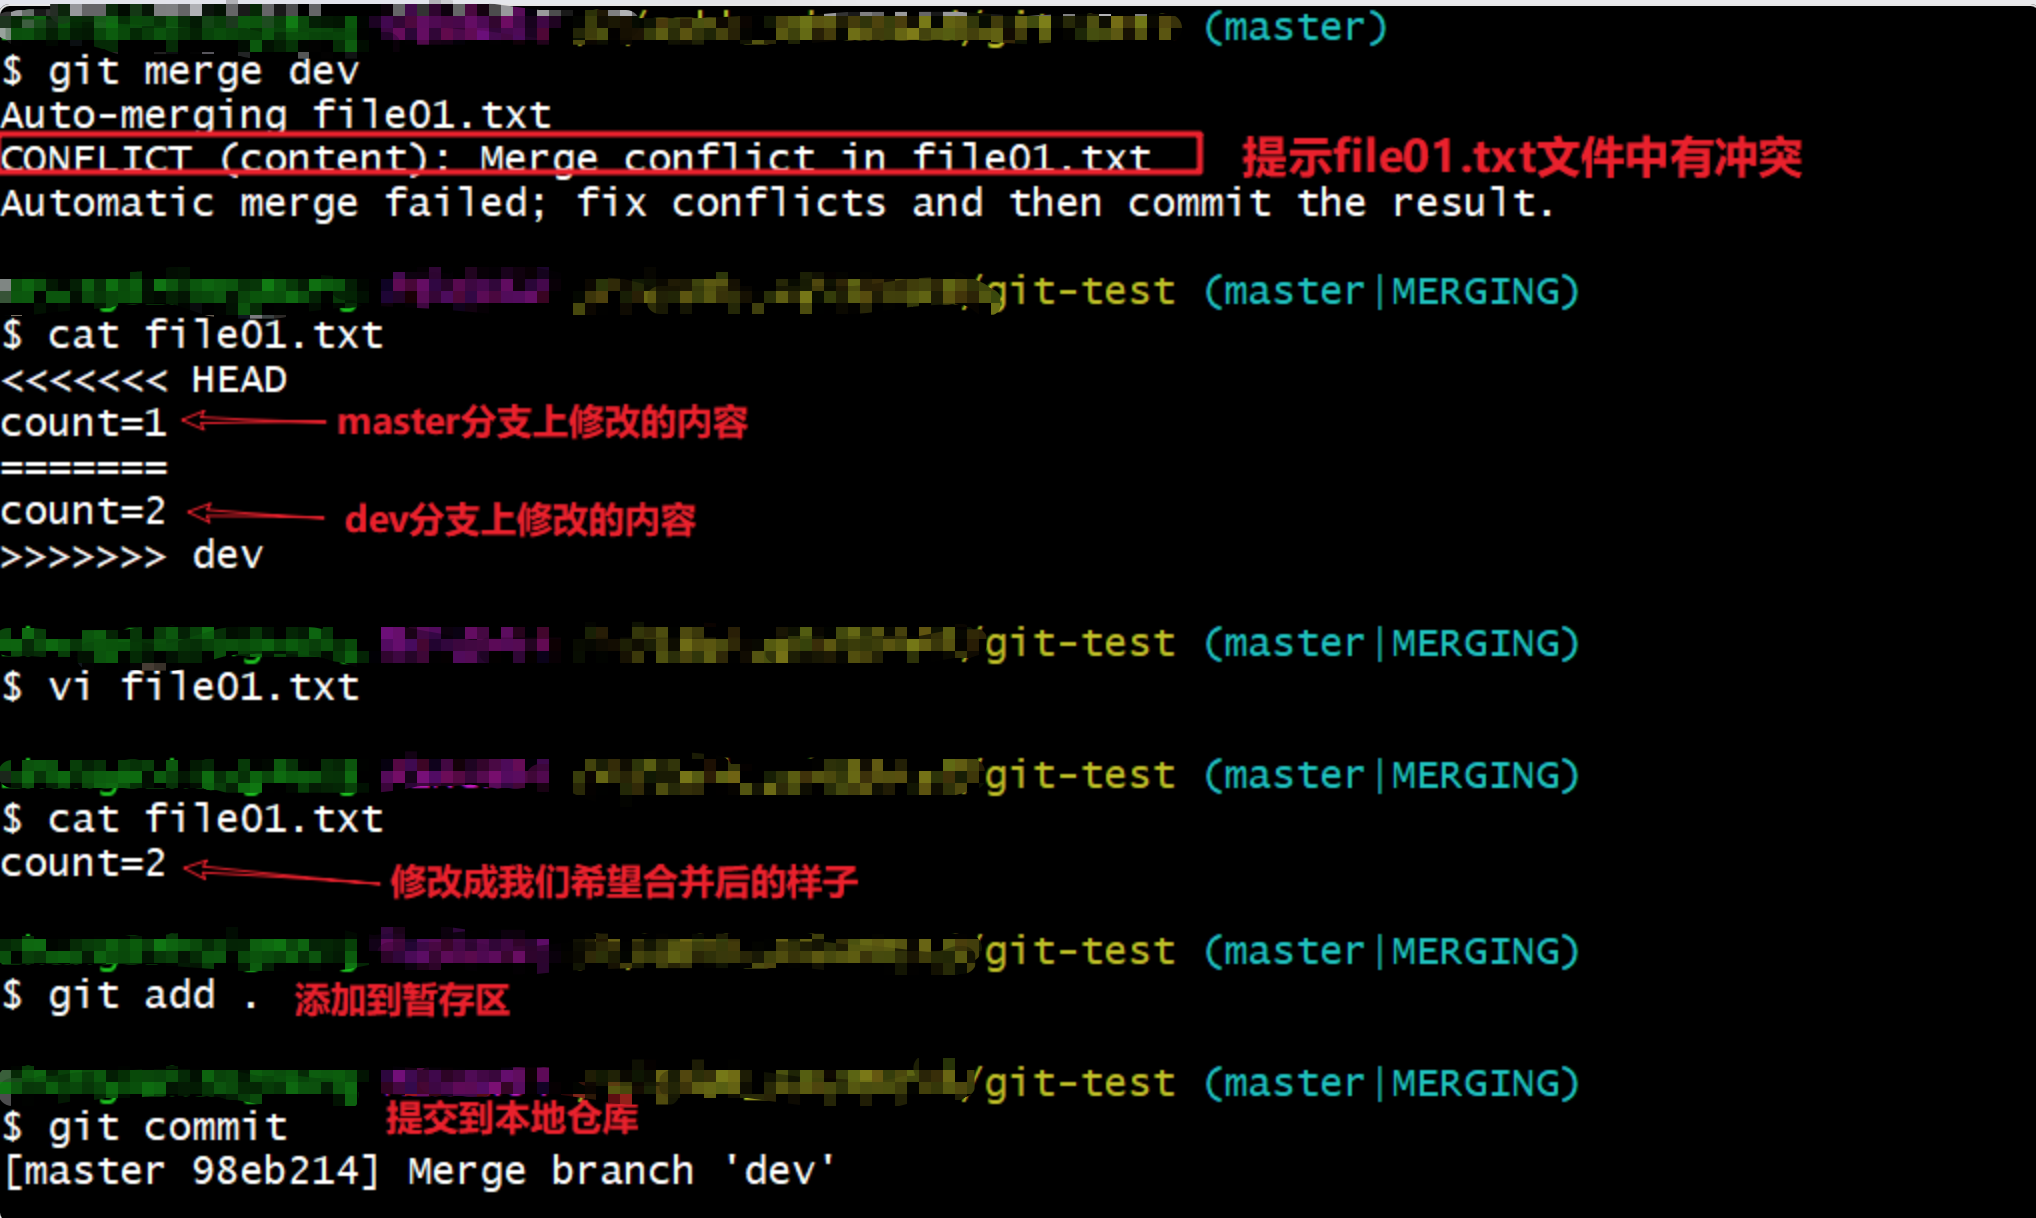 (master)
$ git merge dev
Auto-merging file01.txt
CONFLICT (content): Merge conflict in file01.txt 提示file01.txt文件中有冲突
Automatic merge failed; fix conflicts and then commit the result.
/git-test (master|MERGING)
$ cat file01.txt
<<<<<<< HEAD
count=1 master分支上修改的内容
=======
count=2 dev分支上修改的内容
>>>>>>> dev
/git-test (master|MERGING)
$ vi file01.txt
/git-test (master|MERGING)
$ cat file01.txt
count=2 修改成我们希望合并后的样子
/git-test (master|MERGING)
$ git add . 添加到暂存区
/git-test (master|MERGING)
$ git commit 提交到本地仓库
[master 98eb214] Merge branch 'dev'